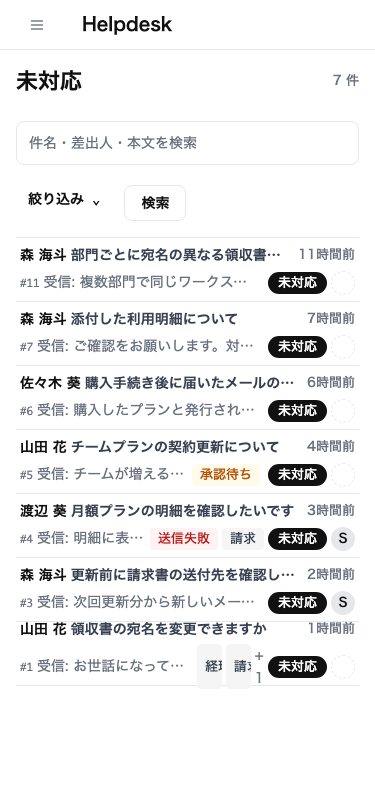 Helpdesk
未対応 7 件
件名・差出人・本文を検索
絞り込み 検索
森 海斗 部門ごとに宛名の異なる領収書… 11時間前
#11 受信: 複数部門で同じワークス… 未対応
森 海斗 添付した利用明細について 7時間前
#7 受信: ご確認をお願いします。対… 未対応
佐々木 葵 購入手続き後に届いたメールの… 6時間前
#6 受信: 購入したプランと発行され… 未対応
山田 花 チームプランの契約更新について 4時間前
#5 受信: チームが増える… 承認待ち 未対応
渡辺 葵 月額プランの明細を確認したいです 3時間前
#4 受信: 明細に表… 送信失敗 請求 未対応 S
森 海斗 更新前に請求書の送付先を確認し… 2時間前
#3 受信: 次回更新分から新しいメー… 未対応 S
山田 花 領収書の宛名を変更できますか 1時間前
#1 受信: お世話になって… 経 請 +1 未対応